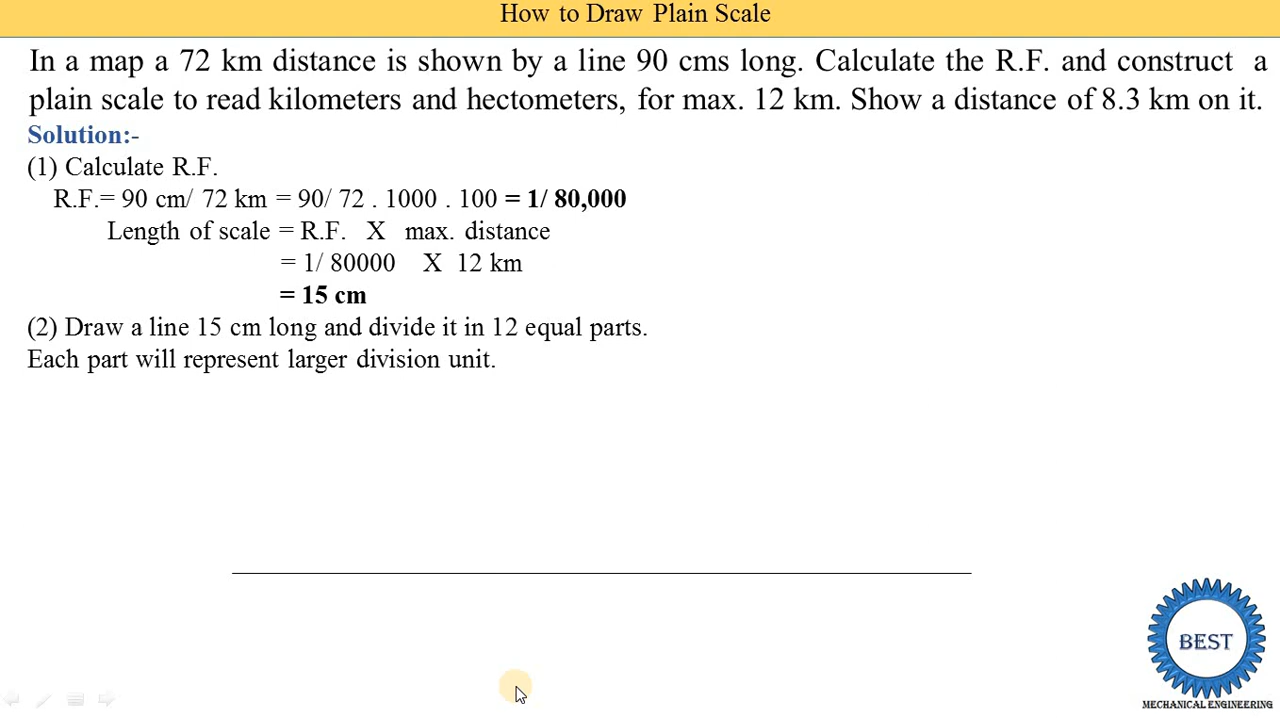 How to Draw Plain Scale
In a map a 72 km distance is shown by a line 90 cms long. Calculate the R.F. and construct a
plain scale to read kilometers and hectometers, for max. 12 km. Show a distance of 8.3 km on it.
Solution:-
(1) Calculate R.F.
R.F.= 90 cm/ 72 km = 90/ 72 . 1000 . 100 = 1/ 80,000
Length of scale = R.F. X max. distance
= 1/ 80000 X 12 km
= 15 cm
(2) Draw a line 15 cm long and divide it in 12 equal parts.
Each part will represent larger division unit.
BEST
MECHANICAL ENGINEERING